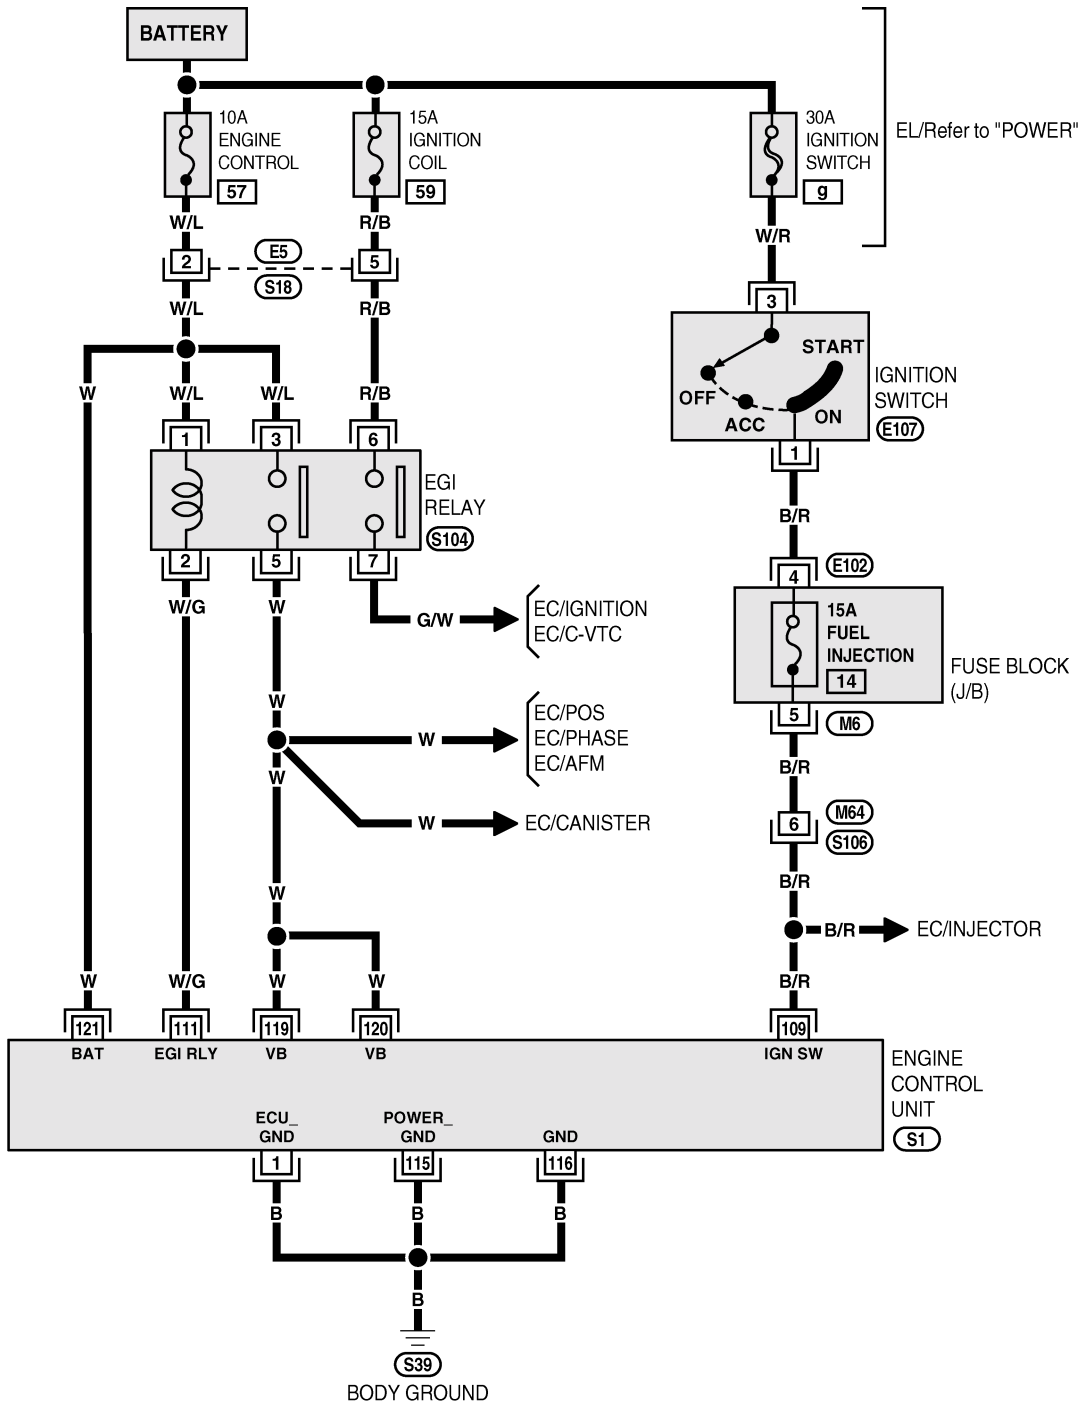 BATTERY
10A
ENGINE
CONTROL
57
15A
IGNITION
COIL
59
30A
IGNITION
SWITCH
g
EL/Refer to "POWER"
W/L
R/B
W/R
2
E5
S18
5
W/L
R/B
3
START
OFF
ACC
ON
IGNITION
SWITCH
E107
1
W
W/L
W/L
R/B
1
3
6
EGI
RELAY
S104
2
5
7
B/R
W/G
W
G/W
EC/IGNITION
EC/C-VTC
4
E102
15A
FUEL
INJECTION
14
FUSE BLOCK
(J/B)
5
M6
W
W
EC/POS
EC/PHASE
EC/AFM
W
B/R
W
EC/CANISTER
6
M64
S106
W
B/R
B/R
EC/INJECTOR
W
W/G
W
W
B/R
121
111
119
120
109
BAT
EGI RLY
VB
VB
IGN SW
ENGINE
CONTROL
UNIT
S1
ECU_
GND
POWER_
GND
GND
1
115
116
B
B
B
B
S39
BODY GROUND